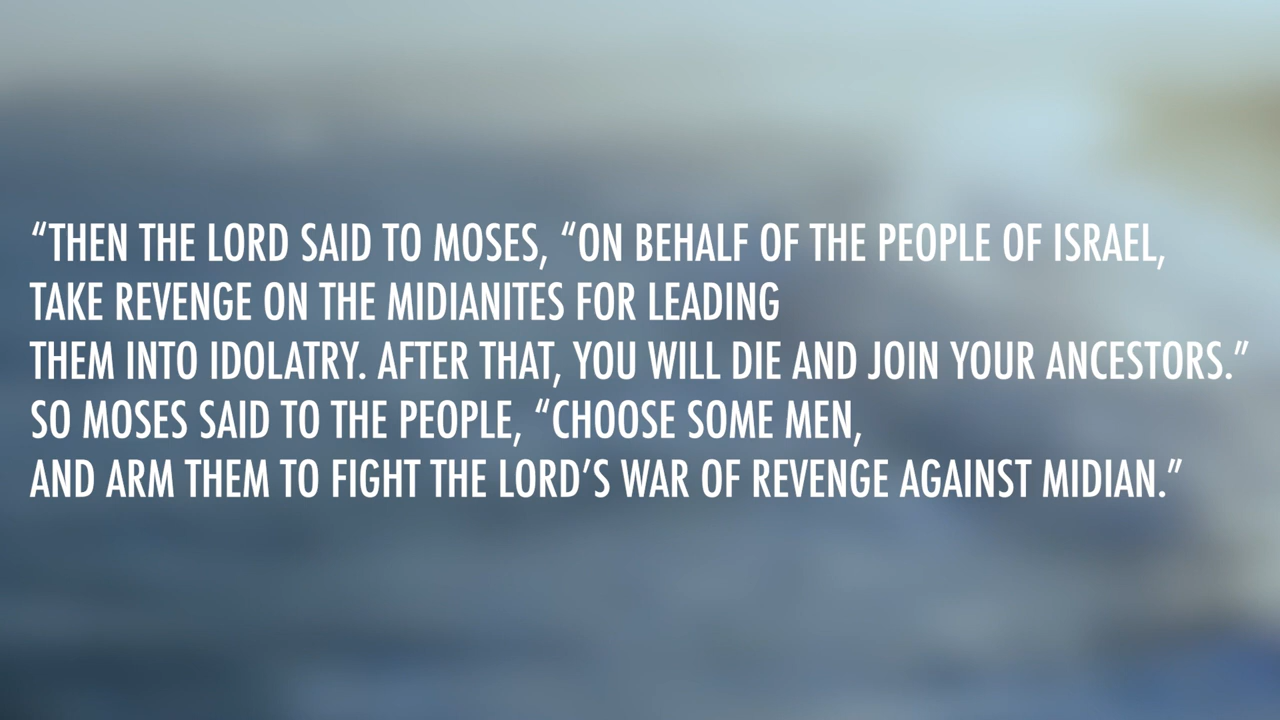 “THEN THE LORD SAID TO MOSES, “ON BEHALF OF THE PEOPLE OF ISRAEL,
TAKE REVENGE ON THE MIDIANITES FOR LEADING
THEM INTO IDOLATRY. AFTER THAT, YOU WILL DIE AND JOIN YOUR ANCESTORS.”
SO MOSES SAID TO THE PEOPLE, “CHOOSE SOME MEN,
AND ARM THEM TO FIGHT THE LORD’S WAR OF REVENGE AGAINST MIDIAN.”